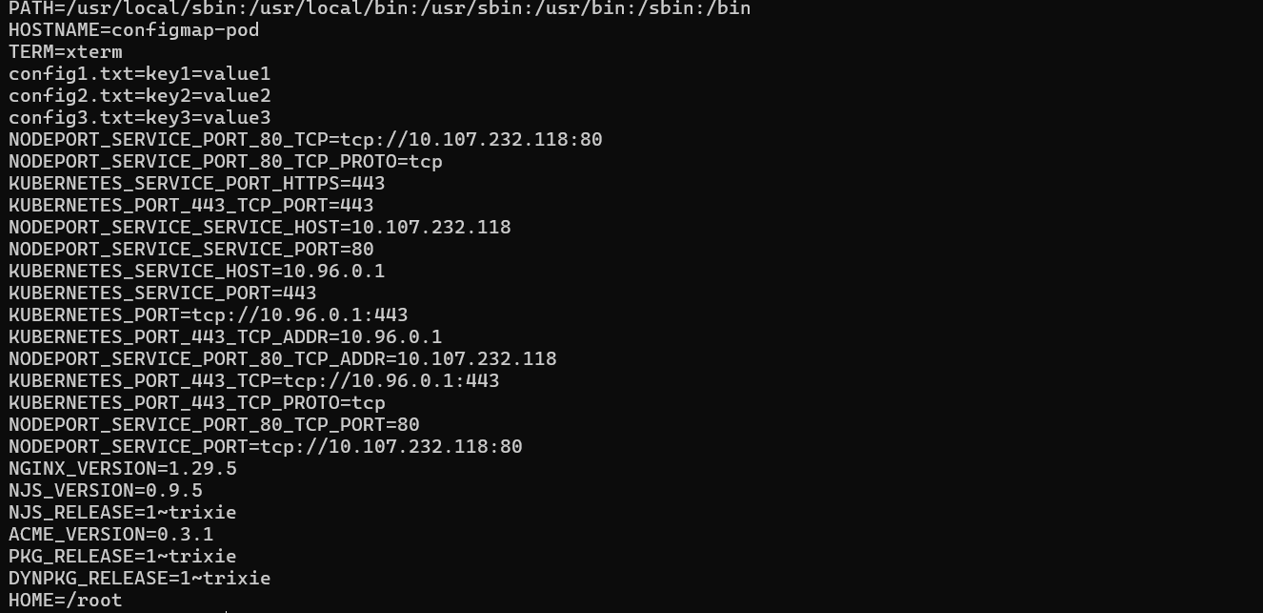 PATH=/usr/local/sbin:/usr/local/bin:/usr/sbin:/usr/bin:/sbin:/bin
HOSTNAME=configmap-pod
TERM=xterm
config1.txt=key1=value1
config2.txt=key2=value2
config3.txt=key3=value3
NODEPORT_SERVICE_PORT_80_TCP=tcp://10.107.232.118:80
NODEPORT_SERVICE_PORT_80_TCP_PROTO=tcp
KUBERNETES_SERVICE_PORT_HTTPS=443
KUBERNETES_PORT_443_TCP_PORT=443
NODEPORT_SERVICE_SERVICE_HOST=10.107.232.118
NODEPORT_SERVICE_SERVICE_PORT=80
KUBERNETES_SERVICE_HOST=10.96.0.1
KUBERNETES_SERVICE_PORT=443
KUBERNETES_PORT=tcp://10.96.0.1:443
KUBERNETES_PORT_443_TCP_ADDR=10.96.0.1
NODEPORT_SERVICE_PORT_80_TCP_ADDR=10.107.232.118
KUBERNETES_PORT_443_TCP=tcp://10.96.0.1:443
KUBERNETES_PORT_443_TCP_PROTO=tcp
NODEPORT_SERVICE_PORT_80_TCP_PORT=80
NODEPORT_SERVICE_PORT=tcp://10.107.232.118:80
NGINX_VERSION=1.29.5
NJS_VERSION=0.9.5
NJS_RELEASE=1~trixie
ACME_VERSION=0.3.1
PKG_RELEASE=1~trixie
DYNPKG_RELEASE=1~trixie
HOME=/root